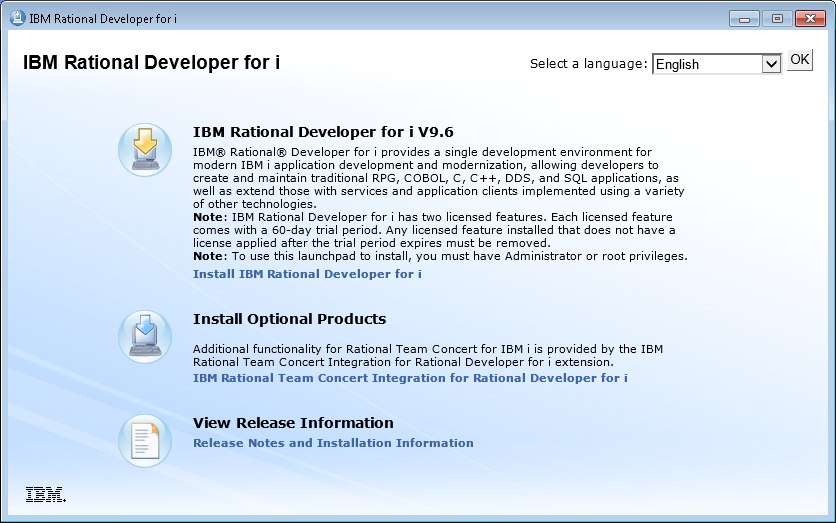 IBM Rational Developer for i
IBM Rational Developer for i
Select a language: English OK
IBM Rational Developer for i V9.6
IBM® Rational® Developer for i provides a single development environment for
modern IBM i application development and modernization, allowing developers to
create and maintain traditional RPG, COBOL, C, C++, DDS, and SQL applications, as
well as extend those with services and application clients implemented using a variety
of other technologies.
Note: IBM Rational Developer for i has two licensed features. Each licensed feature
comes with a 60-day trial period. Any licensed feature installed that does not have a
license applied after the trial period expires must be removed.
Note: To use this launchpad to install, you must have Administrator or root privileges.
Install IBM Rational Developer for i
Install Optional Products
Additional functionality for Rational Team Concert for IBM i is provided by the IBM
Rational Team Concert Integration for Rational Developer for i extension.
IBM Rational Team Concert Integration for Rational Developer for i
View Release Information
Release Notes and Installation Information
IBM.